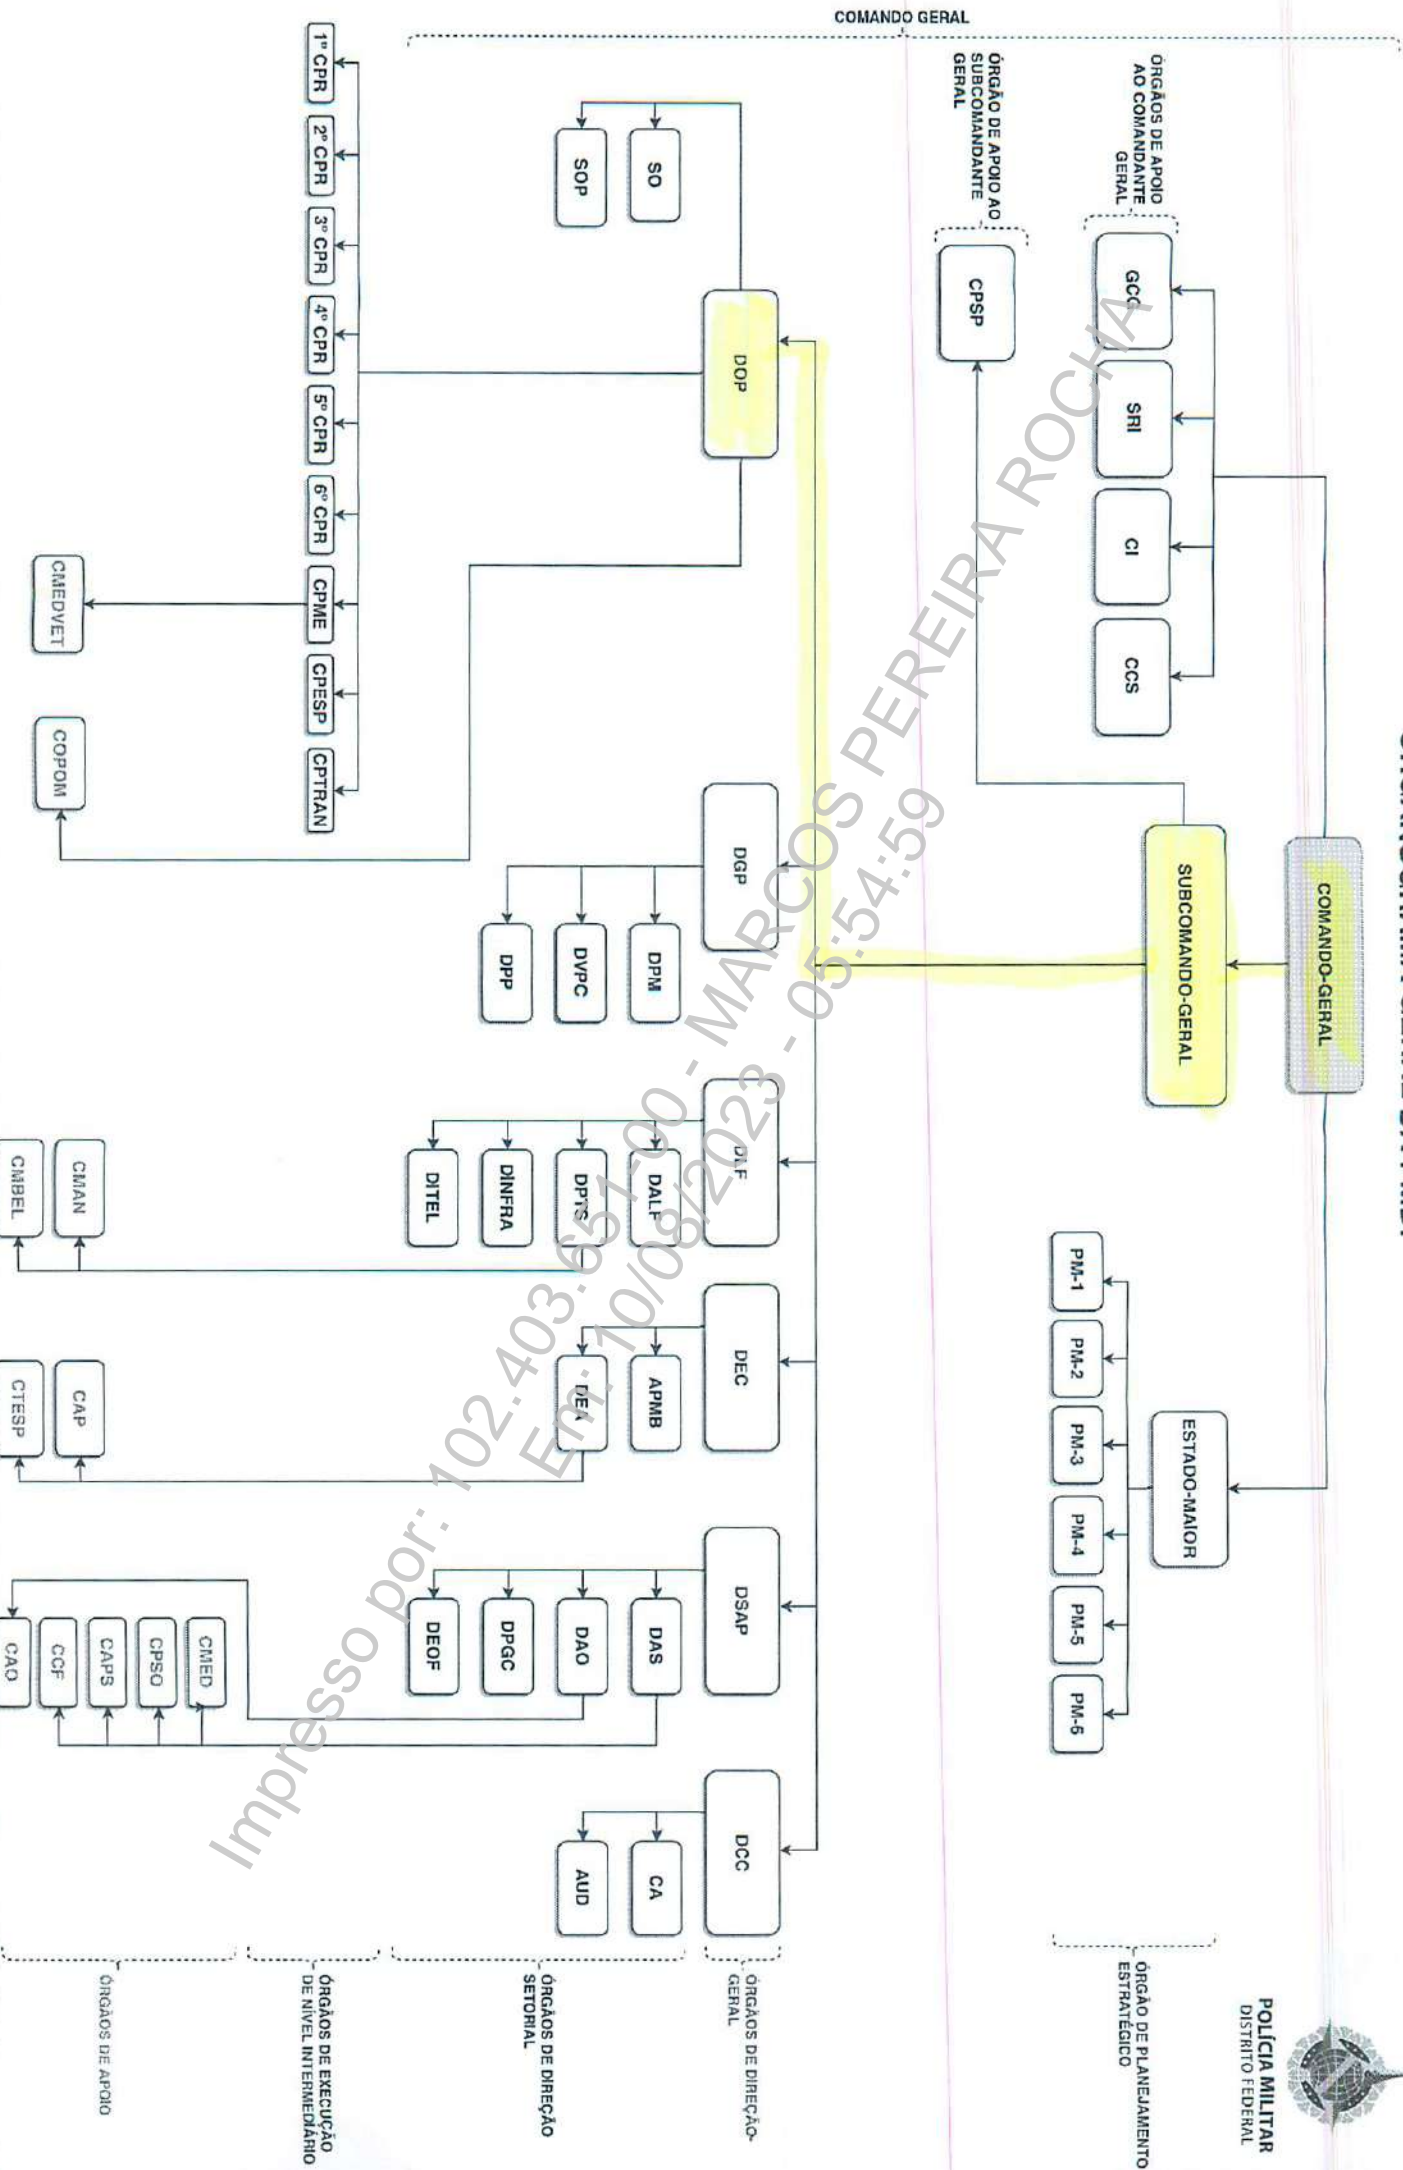 POLÍCIA MILITAR
DISTRITO FEDERAL
COMANDO GERAL
COMANDO-GERAL
SUBCOMANDO-GERAL
ESTADO-MAIOR
ÓRGÃOS DE APOIO
AO COMANDANTE
GERAL
GCG
SRI
CI
CCS
PM-1
PM-2
PM-3
PM-4
PM-5
PM-6
ÓRGÃO DE PLANEJAMENTO
ESTRATÉGICO
ÓRGÃO DE APOIO AO
SUBCOMANDANTE
GERAL
CPSP
DOP
DGP
DLF
DEC
DSAP
DCC
ÓRGÃOS DE DIREÇÃO-
GERAL
SO
SOP
DPM
DVPC
DPP
DALF
DPTS
DINFRA
DITEL
APMB
DEA
DAS
DAO
DPGC
DEOF
CA
AUD
ÓRGÃOS DE DIREÇÃO
SETORIAL
1º CPR
2º CPR
3º CPR
4º CPR
5º CPR
6º CPR
CPME
CPESP
CPTRAN
ÓRGÃOS DE EXECUÇÃO
DE NÍVEL INTERMEDIÁRIO
CMEDVET
COPOM
CMAN
CMBEL
CAP
CTESP
CMED
CPSO
CAPS
CCF
CAO
ÓRGÃOS DE APOIO
Impresso por: 102.403.651-00 - MARCOS PEREIRA ROCHA
Em: 10/08/2023 - 05:54:59